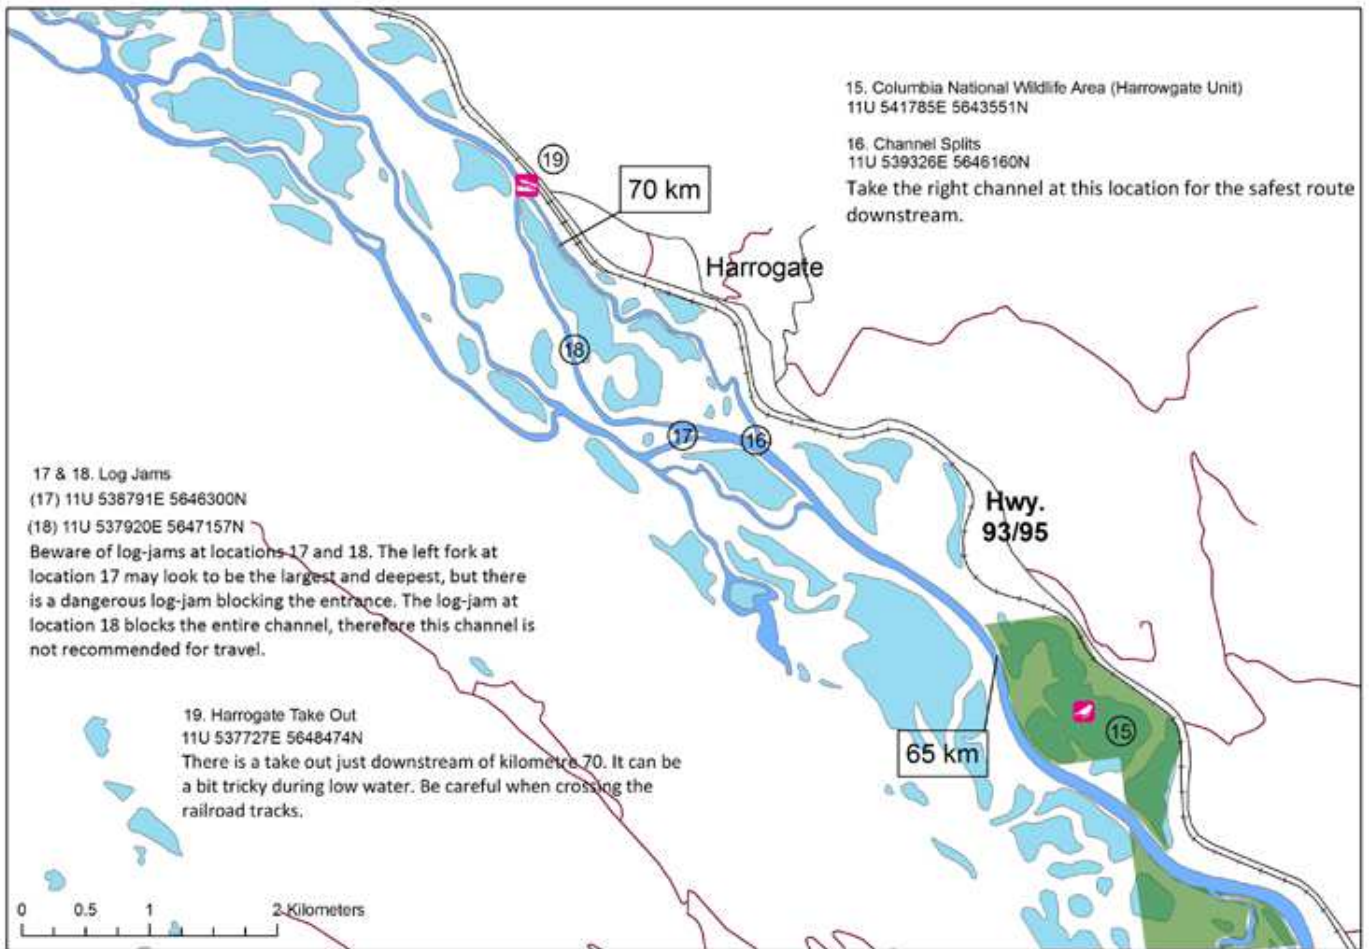 15. Columbia National Wildlife Area (Harrowgate Unit)
11U 541785E 5643551N
16. Channel Splits
11U 539326E 5646160N
Take the right channel at this location for the safest route
downstream.
19
70 km
Harrogate
18
17
16
Hwy.
93/95
17 & 18. Log Jams
(17) 11U 538791E 5646300N
(18) 11U 537920E 5647157N
Beware of log-jams at locations 17 and 18. The left fork at
location 17 may look to be the largest and deepest, but there
is a dangerous log-jam blocking the entrance. The log-jam at
location 18 blocks the entire channel, therefore this channel is
not recommended for travel.
15
65 km
19. Harrogate Take Out
11U 537727E 5648474N
There is a take out just downstream of kilometre 70. It can be
a bit tricky during low water. Be careful when crossing the
railroad tracks.
0 0.5 1 2 Kilometers